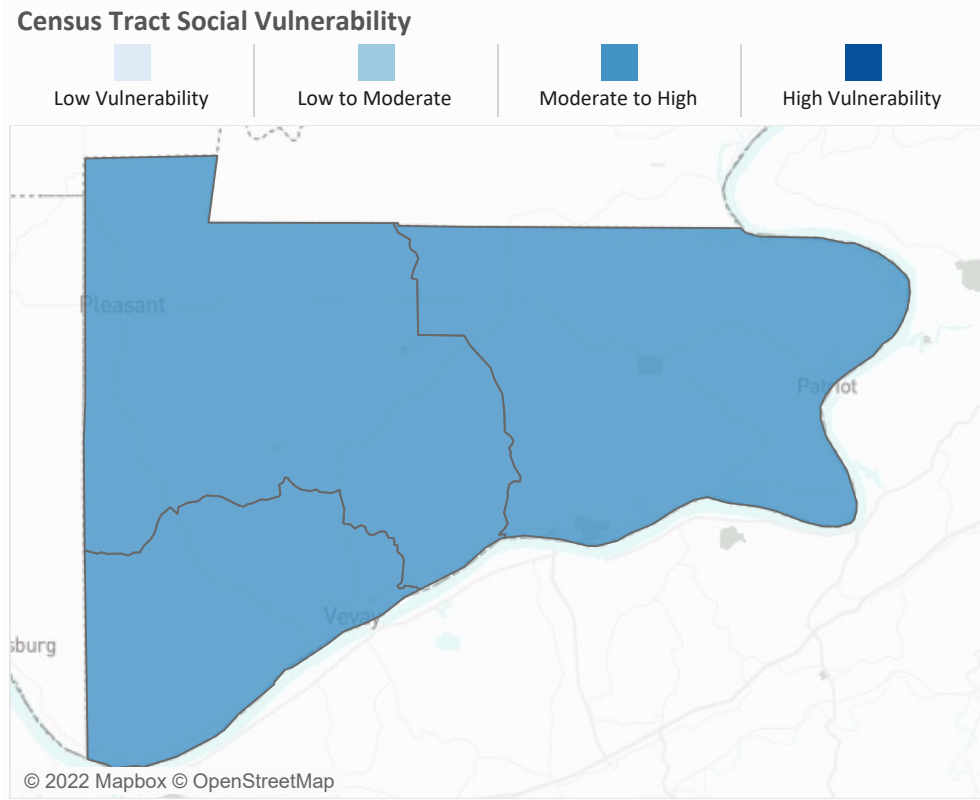 Census Tract Social Vulnerability
Low Vulnerability
Low to Moderate
Moderate to High
High Vulnerability
Pleasant
Patriot
Vevay
sburg
© 2022 Mapbox © OpenStreetMap